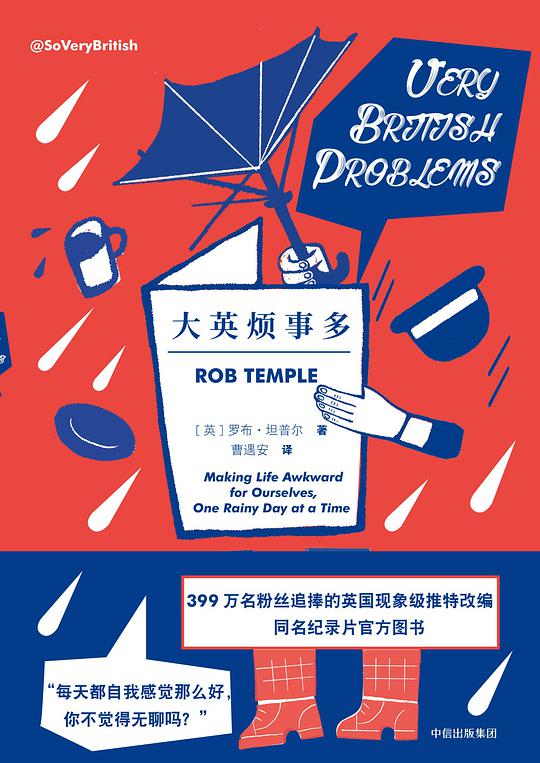 @SoVeryBritish
VERY
BRITISH
PROBLEMS
大英烦事多
ROB TEMPLE
［英］罗布·坦普尔 著
曹遇安 译
Making Life Awkward
for Ourselves,
One Rainy Day at a Time
399 万名粉丝追捧的英国现象级推特改编
同名纪录片官方图书
“每天都自我感觉那么好，
你不觉得无聊吗？”
中信出版集团